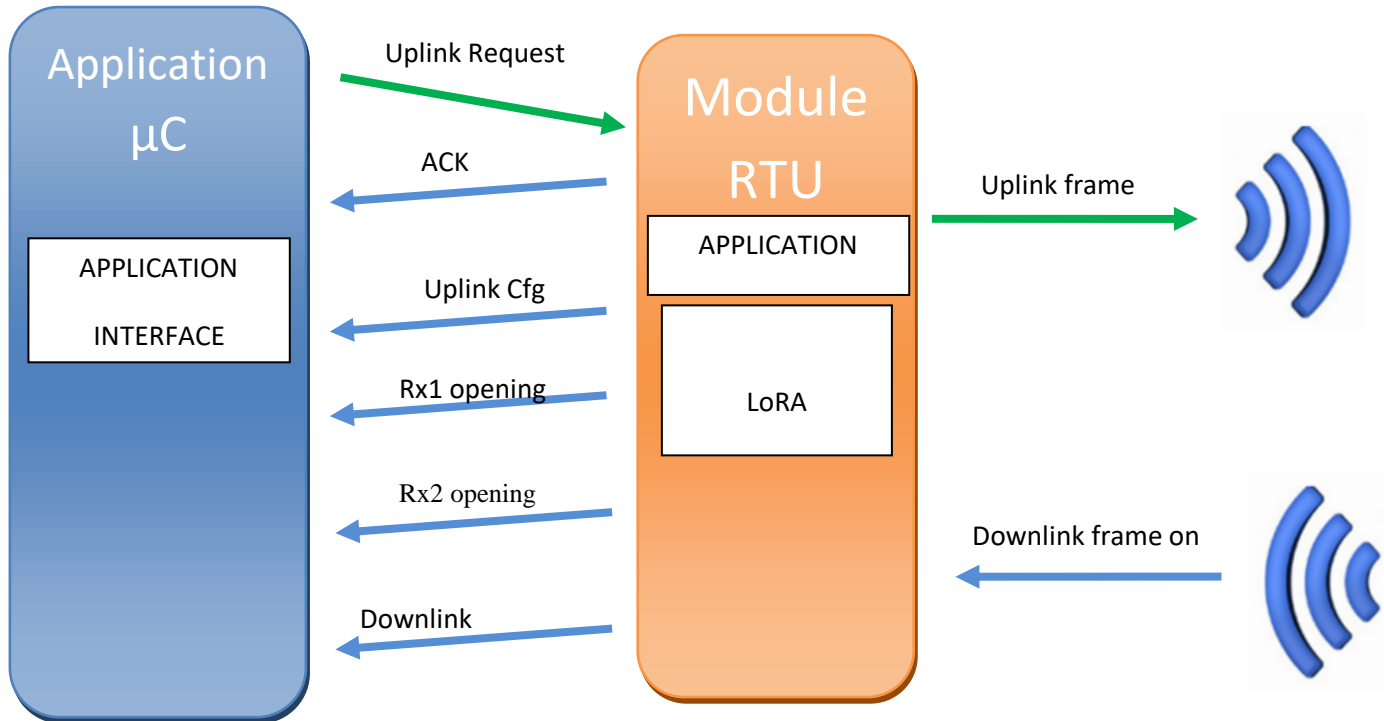 Application
µC
APPLICATION
INTERFACE
Uplink Request
ACK
Uplink Cfg
Rx1 opening
Rx2 opening
Downlink
Module
RTU
APPLICATION
LoRA
Uplink frame
Downlink frame on